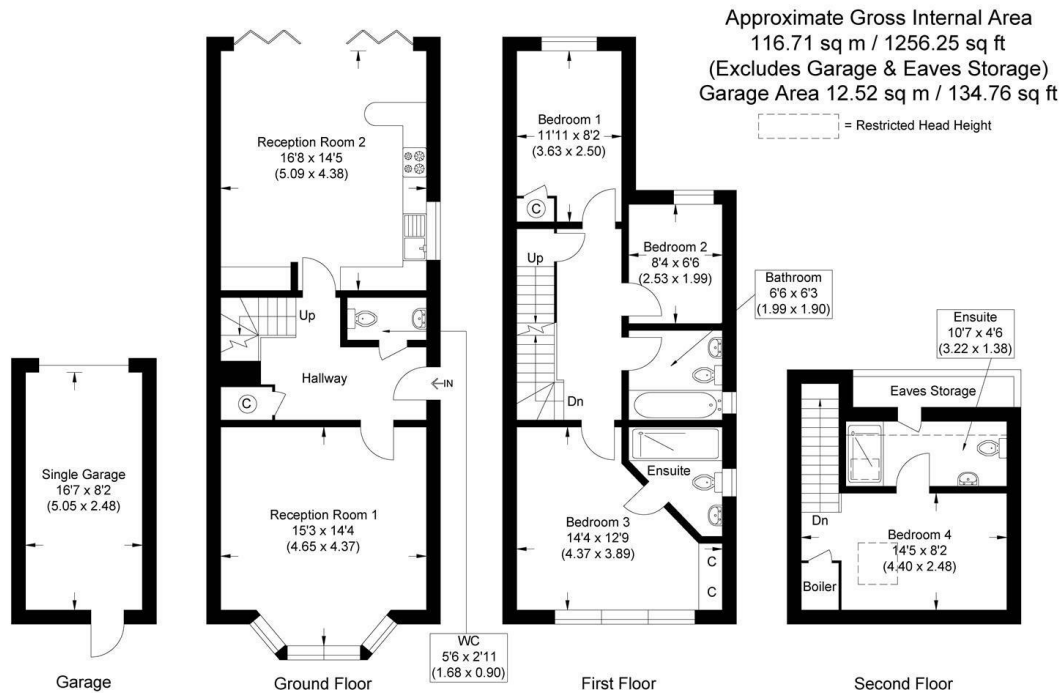 Approximate Gross Internal Area
116.71 sq m / 1256.25 sq ft
(Excludes Garage & Eaves Storage)
Garage Area 12.52 sq m / 134.76 sq ft
= Restricted Head Height
Single Garage
16'7 x 8'2
(5.05 x 2.48)
Garage
Reception Room 2
16'8 x 14'5
(5.09 x 4.38)
Up
Hallway
IN
C
Reception Room 1
15'3 x 14'4
(4.65 x 4.37)
WC
5'6 x 2'11
(1.68 x 0.90)
Ground Floor
Bedroom 1
11'11 x 8'2
(3.63 x 2.50)
C
Up
Bedroom 2
8'4 x 6'6
(2.53 x 1.99)
Bathroom
6'6 x 6'3
(1.99 x 1.90)
Dn
Ensuite
Bedroom 3
14'4 x 12'9
(4.37 x 3.89)
C
C
First Floor
Ensuite
10'7 x 4'6
(3.22 x 1.38)
Eaves Storage
Dn
Bedroom 4
14'5 x 8'2
(4.40 x 2.48)
Boiler
Second Floor